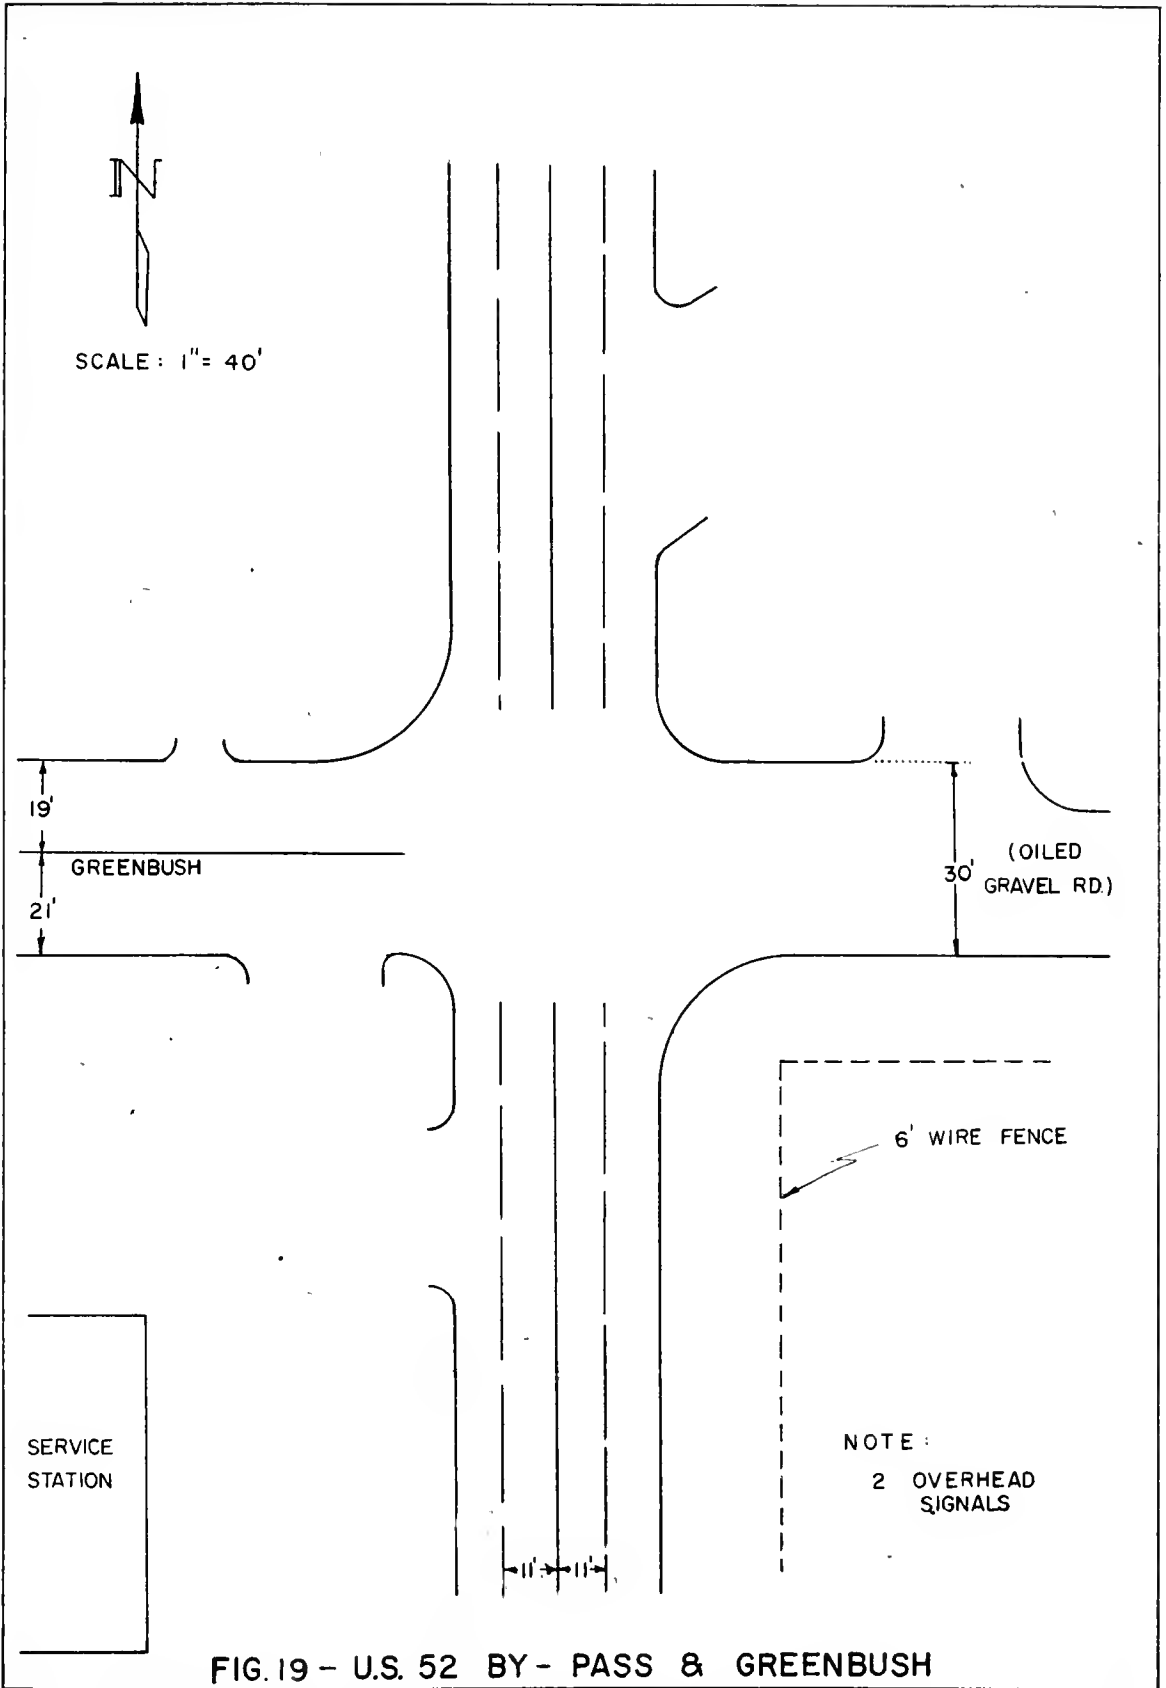 N
SCALE: 1"= 40'
19'
GREENBUSH
21'
30'
(OILED
GRAVEL RD.)
6' WIRE FENCE
SERVICE
STATION
NOTE:
2 OVERHEAD
SIGNALS
11' 11'
FIG. 19 - U.S. 52 BY - PASS & GREENBUSH